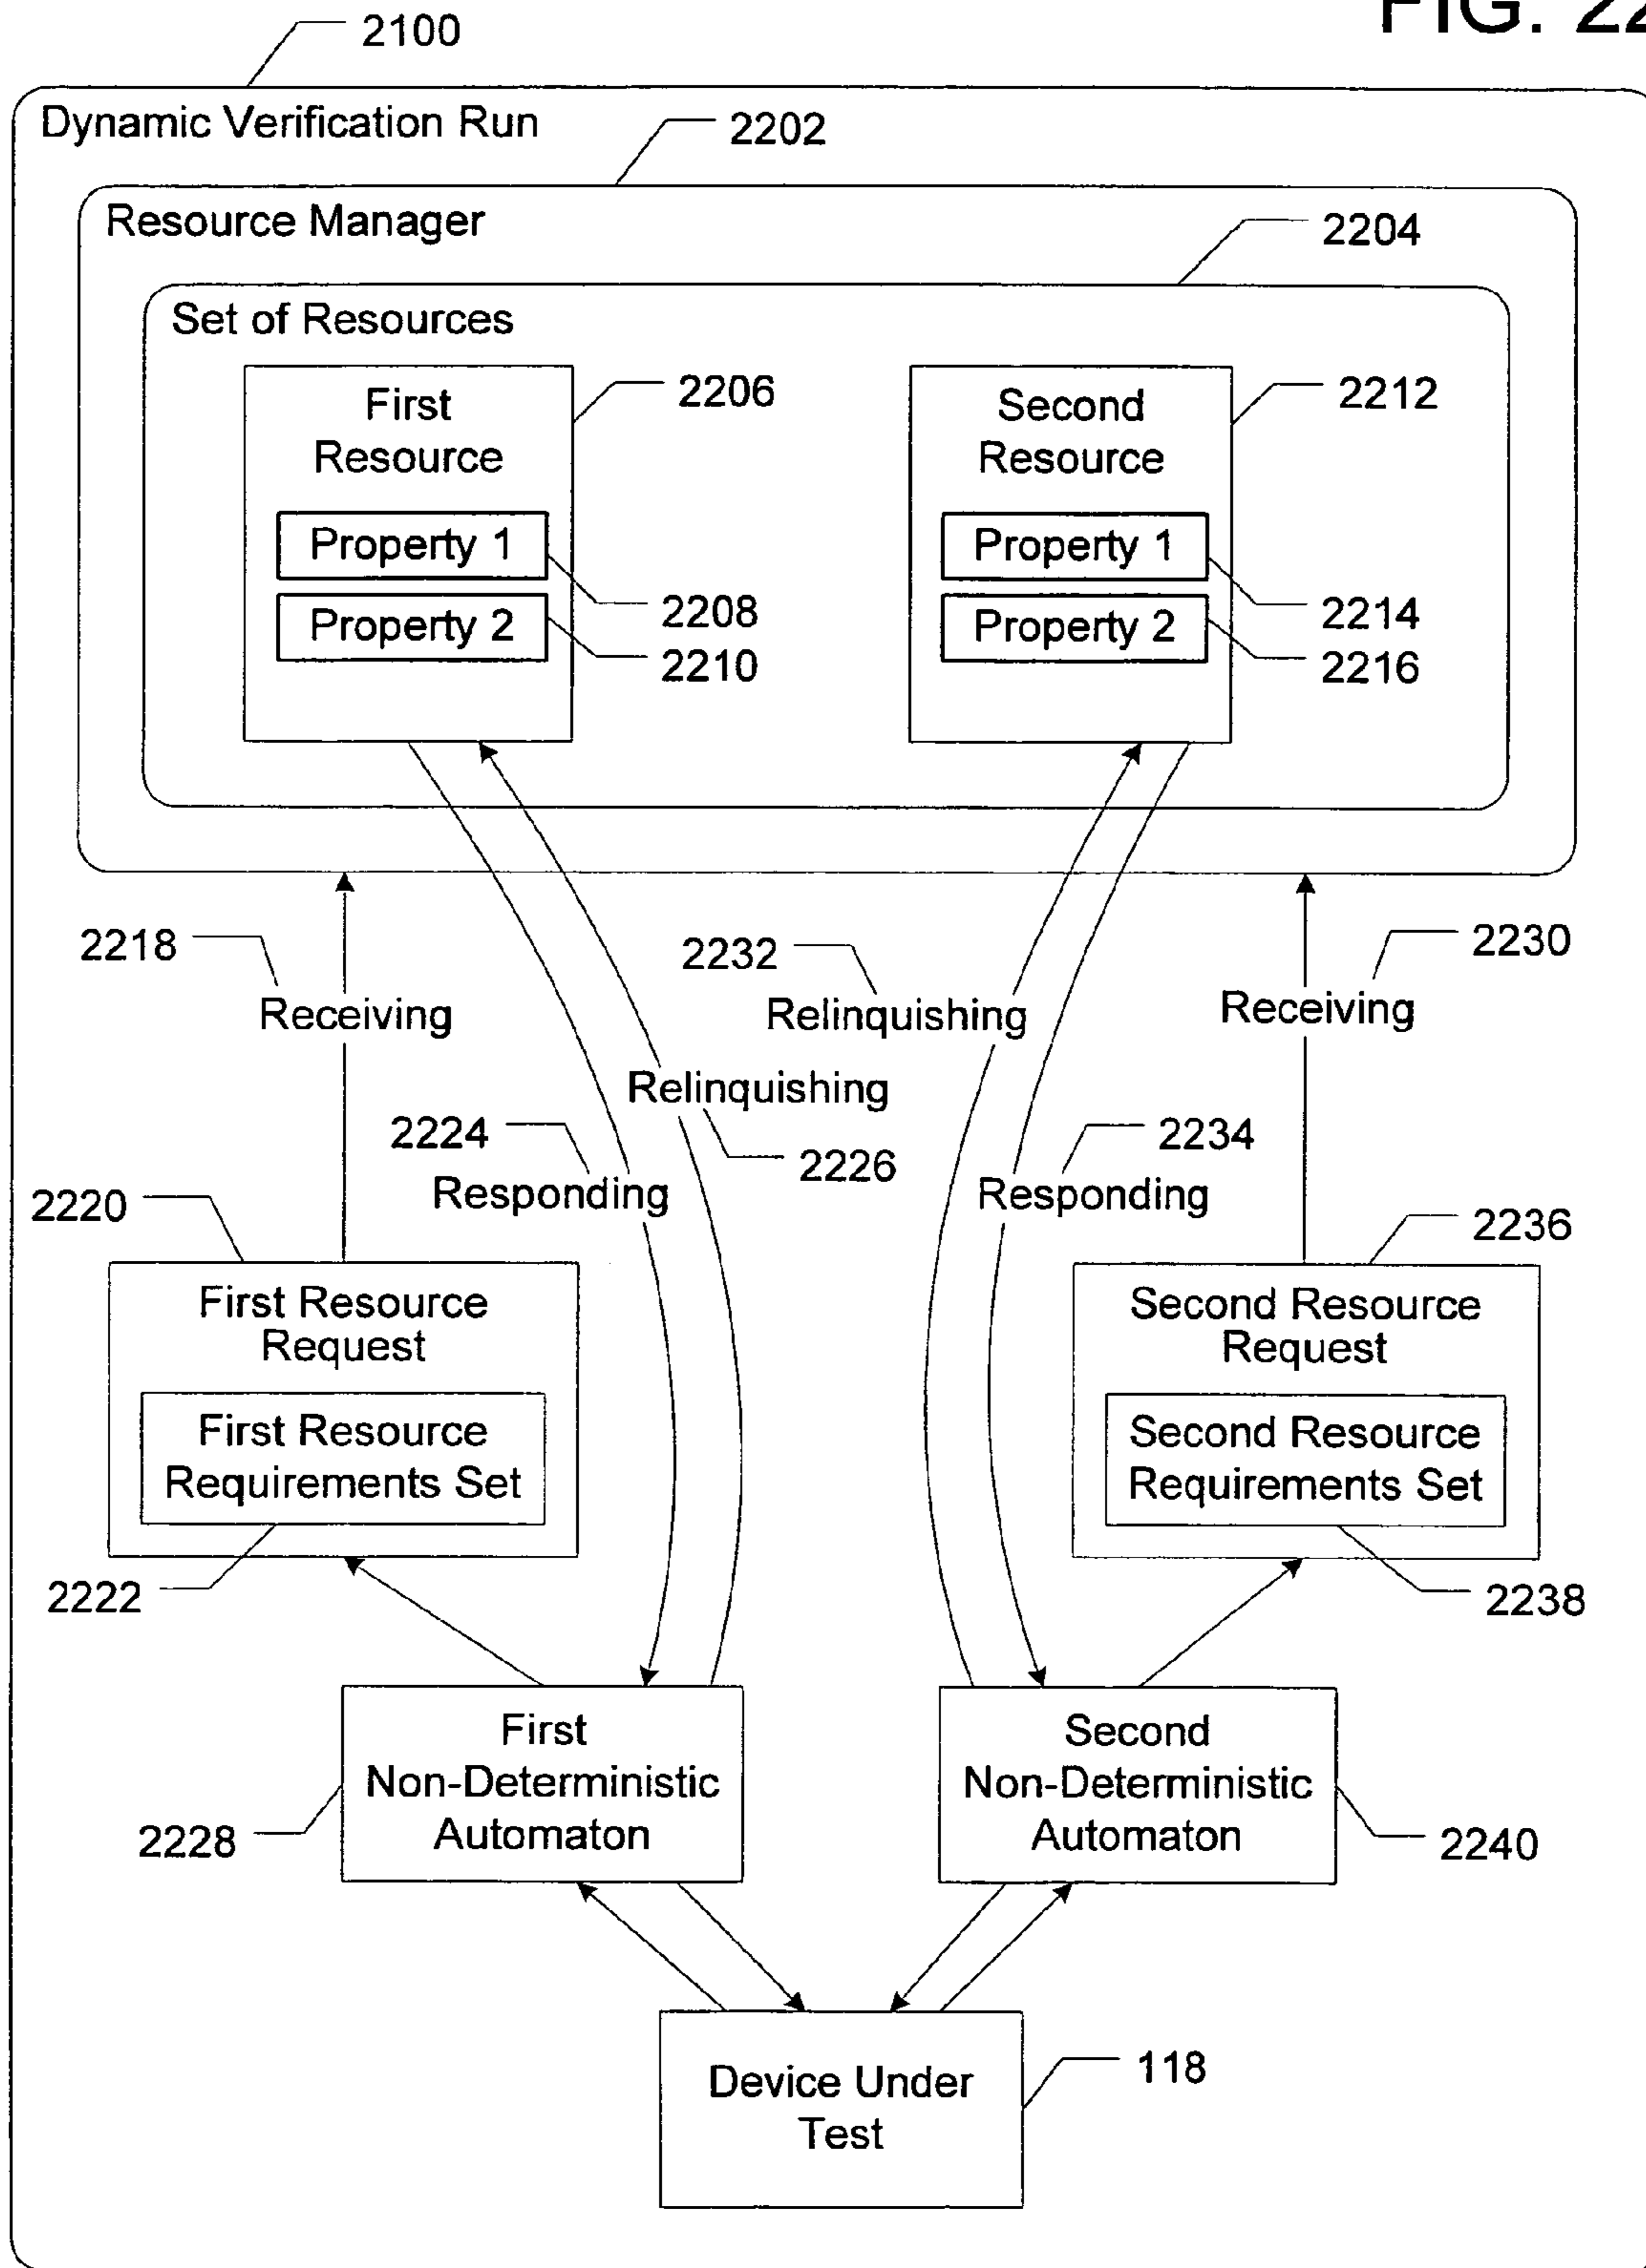 FIG. 22
2100
Dynamic Verification Run
2202
Resource Manager
2204
Set of Resources
First
Resource
2206
Property 1
2208
Property 2
2210
Second
Resource
2212
Property 1
2214
Property 2
2216
2218
Receiving
2232
Relinquishing
2230
Receiving
Relinquishing
2226
2224
Responding
2234
Responding
2220
First Resource
Request
First Resource
Requirements Set
2222
2236
Second Resource
Request
Second Resource
Requirements Set
2238
First
Non-Deterministic
Automaton
2228
Second
Non-Deterministic
Automaton
2240
Device Under
Test
118